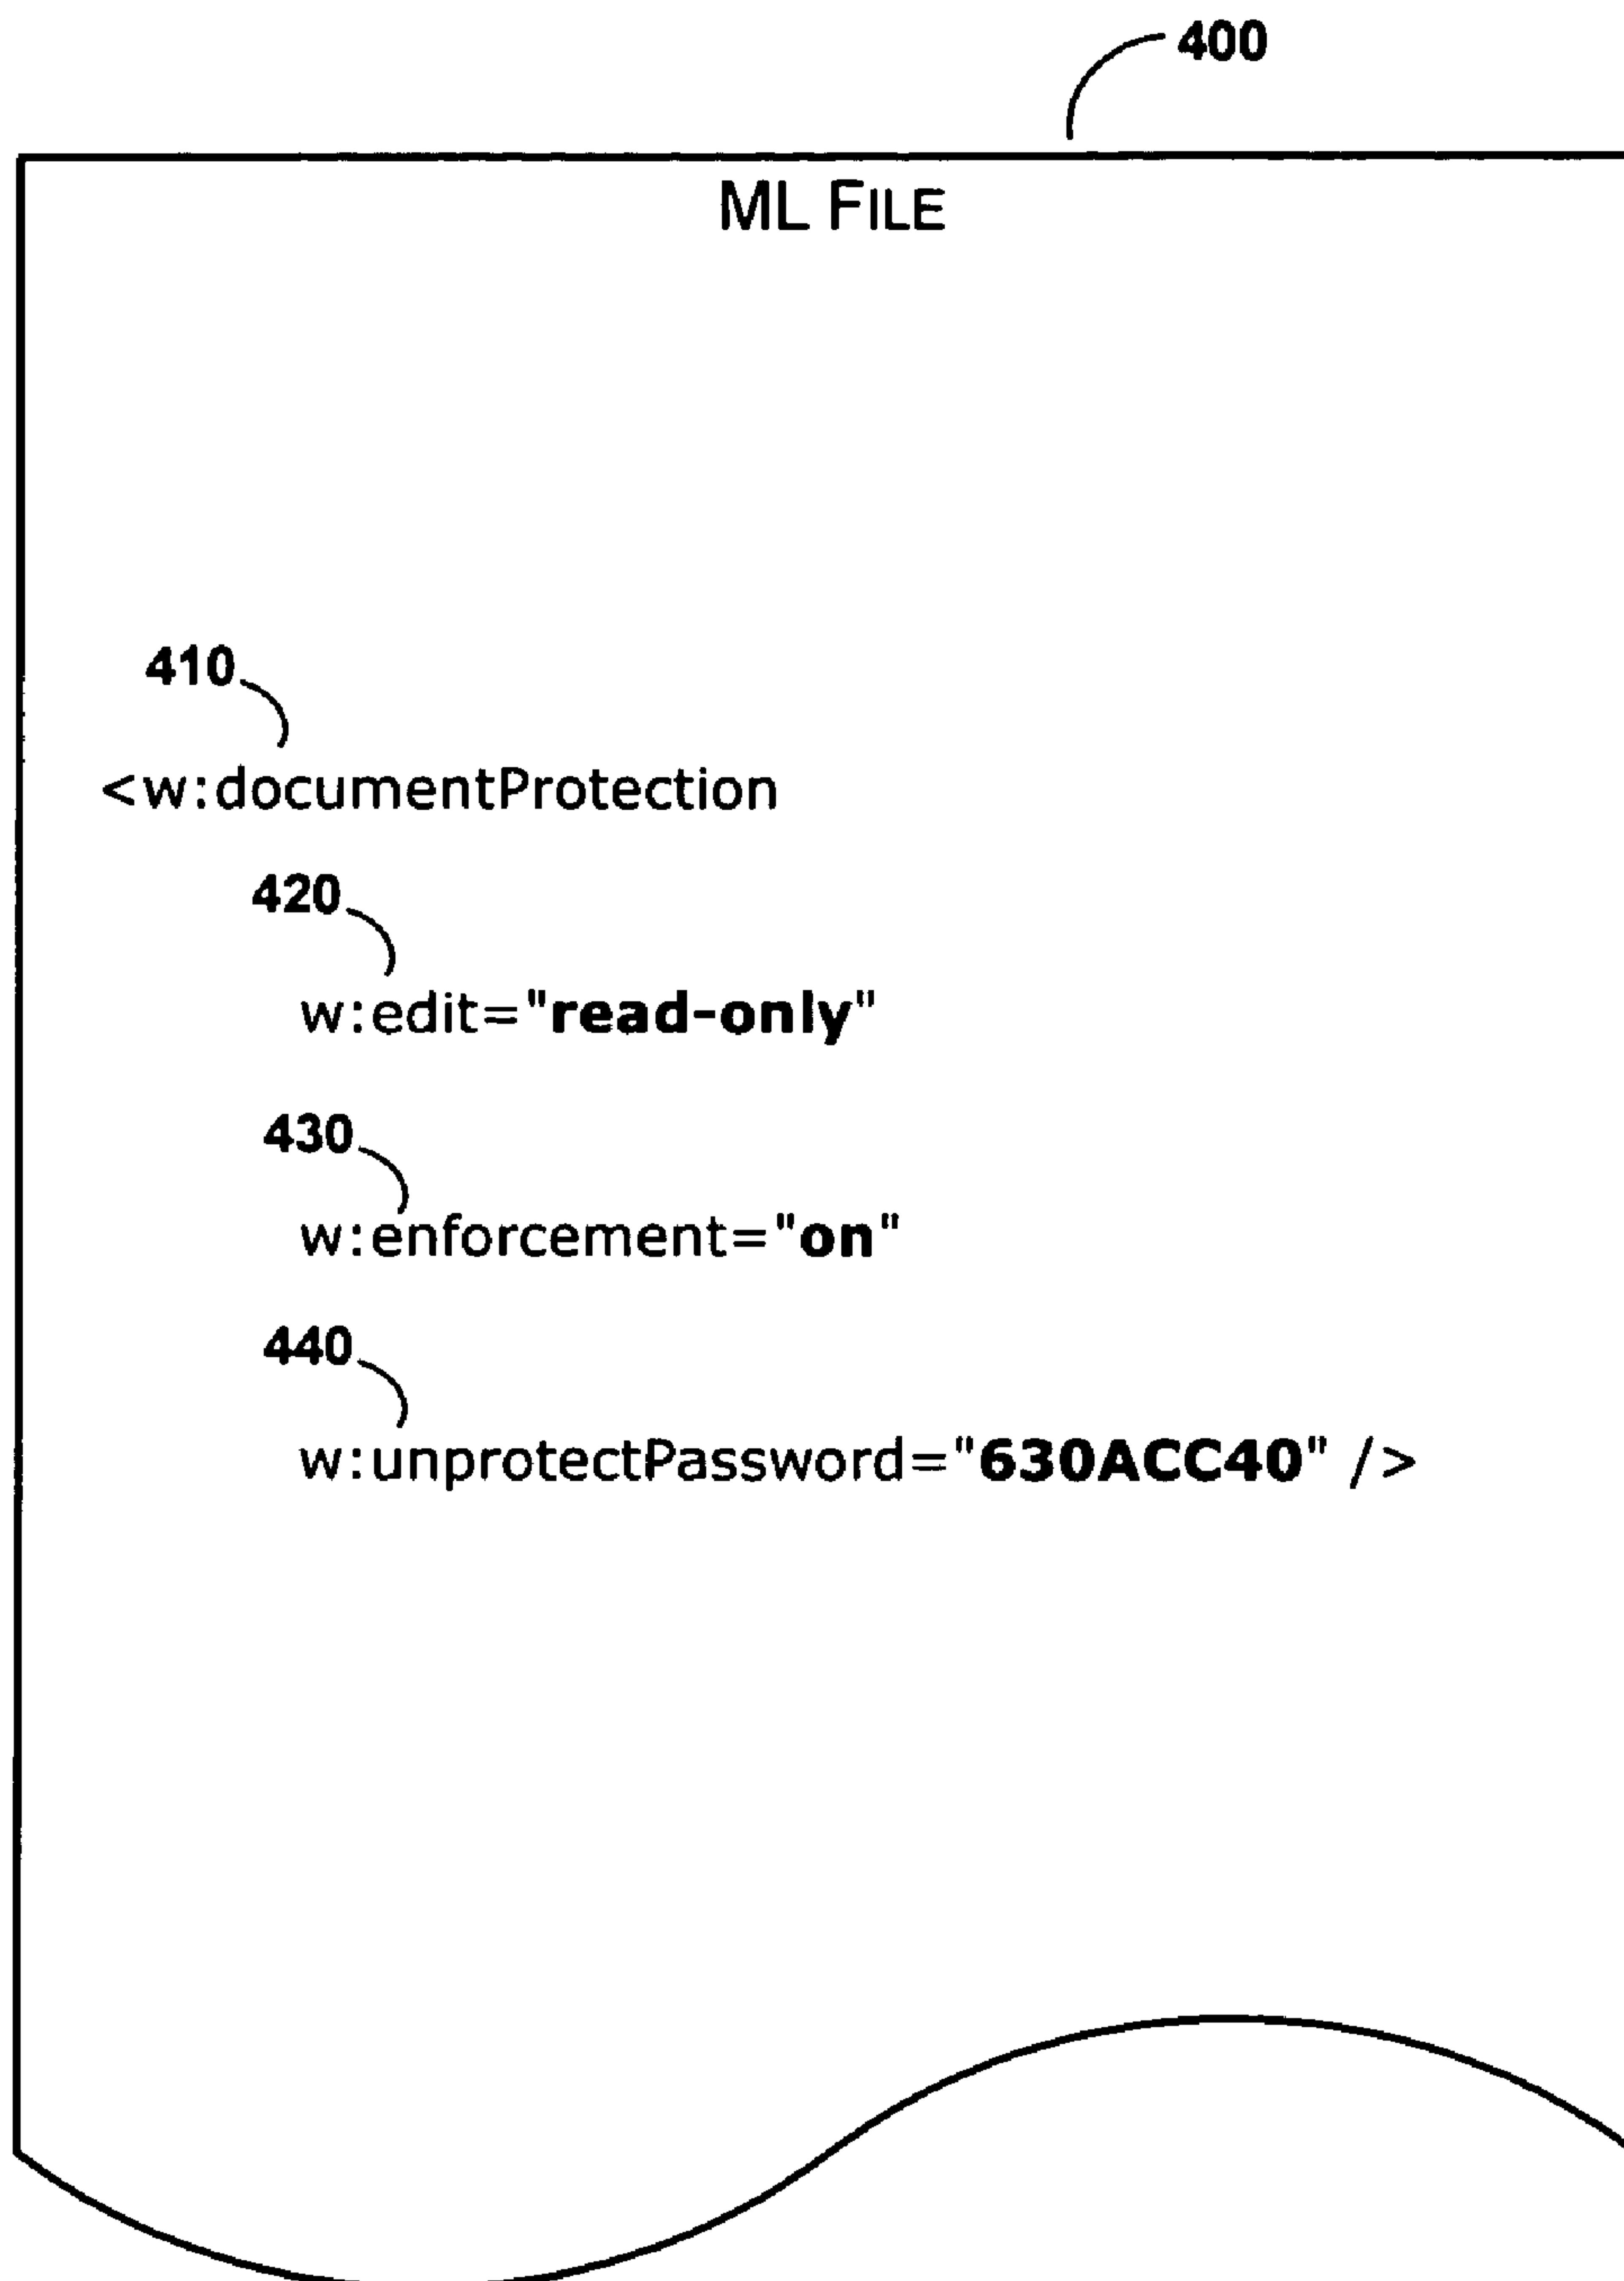 400
ML FILE
410
<w:documentProtection
420
w:edit="read-only"
430
w:enforcement="on"
440
w:unprotectPassword="630ACC40" />